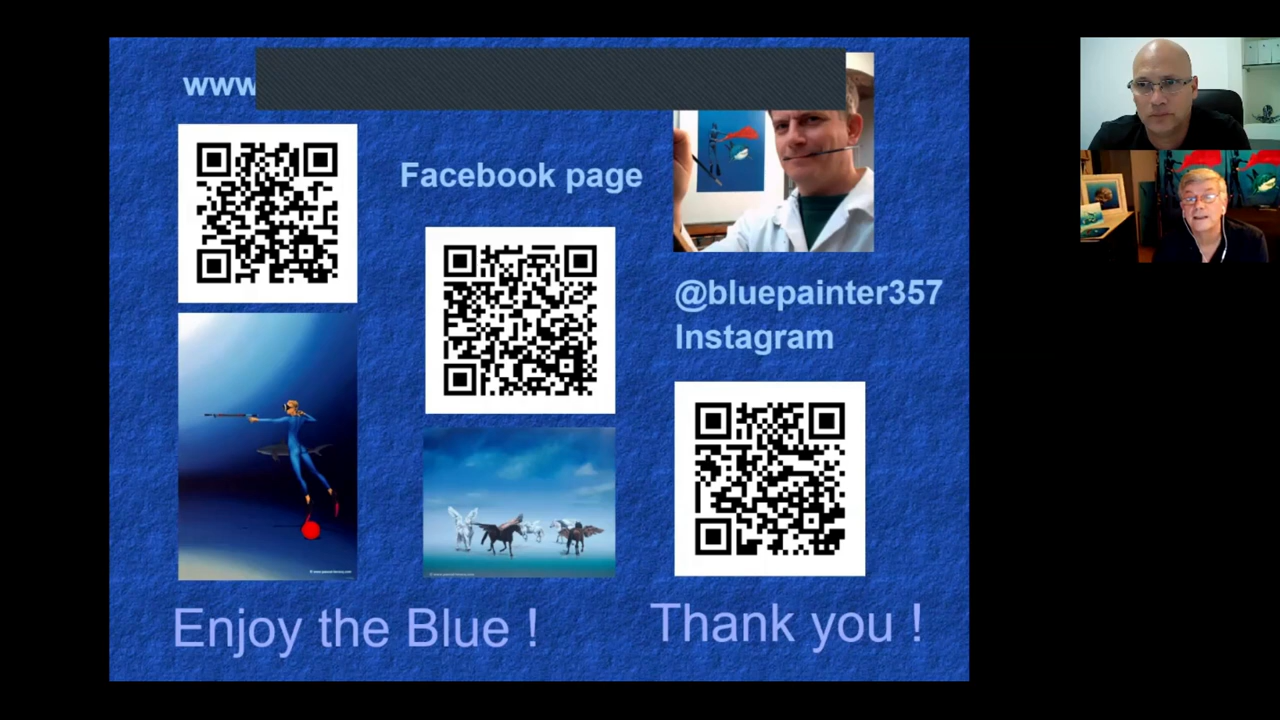 www
Facebook page
@bluepainter357
Instagram
Enjoy the Blue !
Thank you !